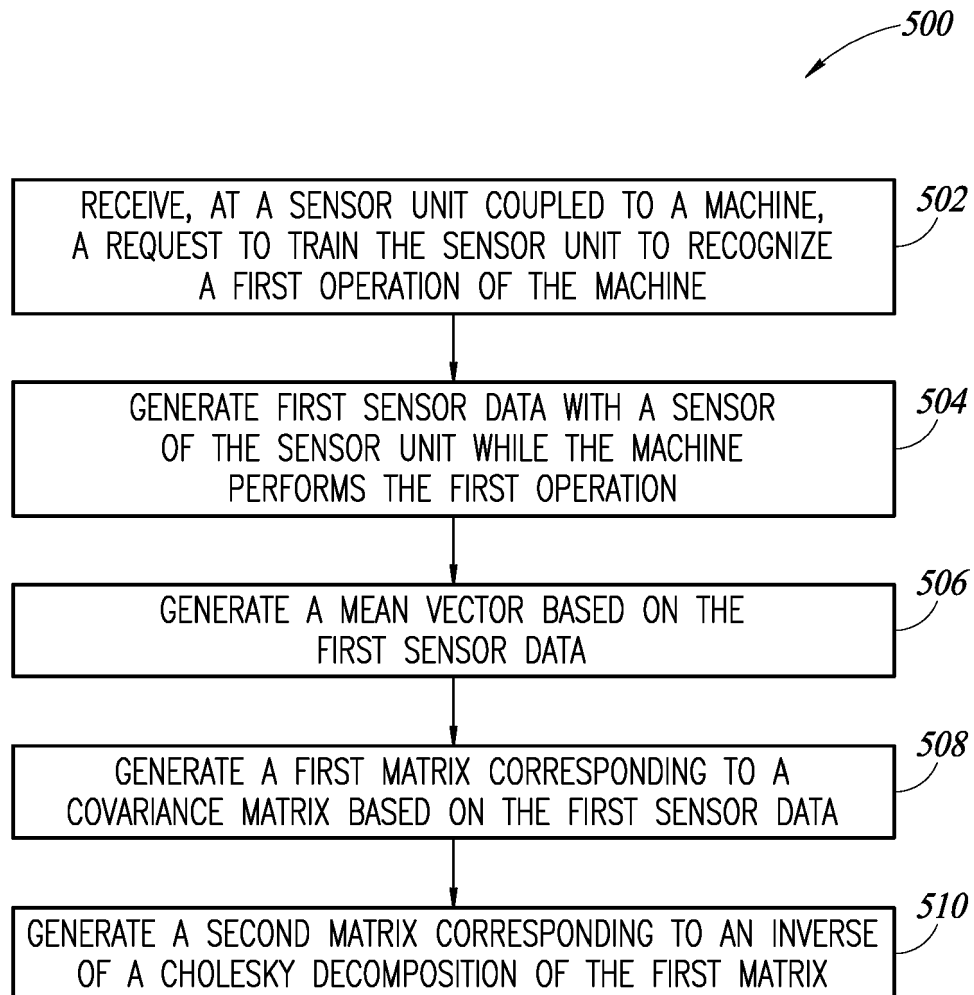 500
RECEIVE, AT A SENSOR UNIT COUPLED TO A MACHINE,
A REQUEST TO TRAIN THE SENSOR UNIT TO RECOGNIZE
A FIRST OPERATION OF THE MACHINE
502
GENERATE FIRST SENSOR DATA WITH A SENSOR
OF THE SENSOR UNIT WHILE THE MACHINE
PERFORMS THE FIRST OPERATION
504
GENERATE A MEAN VECTOR BASED ON THE
FIRST SENSOR DATA
506
GENERATE A FIRST MATRIX CORRESPONDING TO A
COVARIANCE MATRIX BASED ON THE FIRST SENSOR DATA
508
GENERATE A SECOND MATRIX CORRESPONDING TO AN INVERSE
OF A CHOLESKY DECOMPOSITION OF THE FIRST MATRIX
510